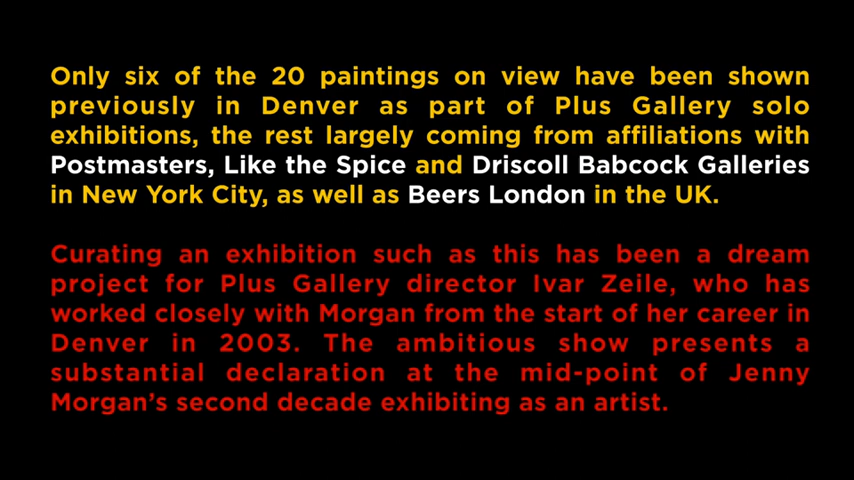 Only six of the 20 paintings on view have been shown
previously in Denver as part of Plus Gallery solo
exhibitions, the rest largely coming from affiliations with
Postmasters, Like the Spice and Driscoll Babcock Galleries
in New York City, as well as Beers London in the UK.
Curating an exhibition such as this has been a dream
project for Plus Gallery director Ivar Zeile, who has
worked closely with Morgan from the start of her career in
Denver in 2003. The ambitious show presents a
substantial declaration at the mid-point of Jenny
Morgan’s second decade exhibiting as an artist.